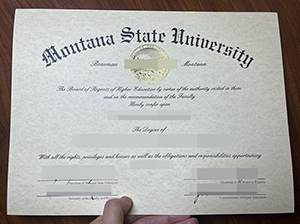 Montana State University
Bozeman Montana
The Board of Regents of Higher Education by virtue of the authority vested in them
and on the recommendation of the Faculty
Hereby confer upon
The Degree of
With all the rights, privileges and honors as well as the obligations and responsibilities appertaining